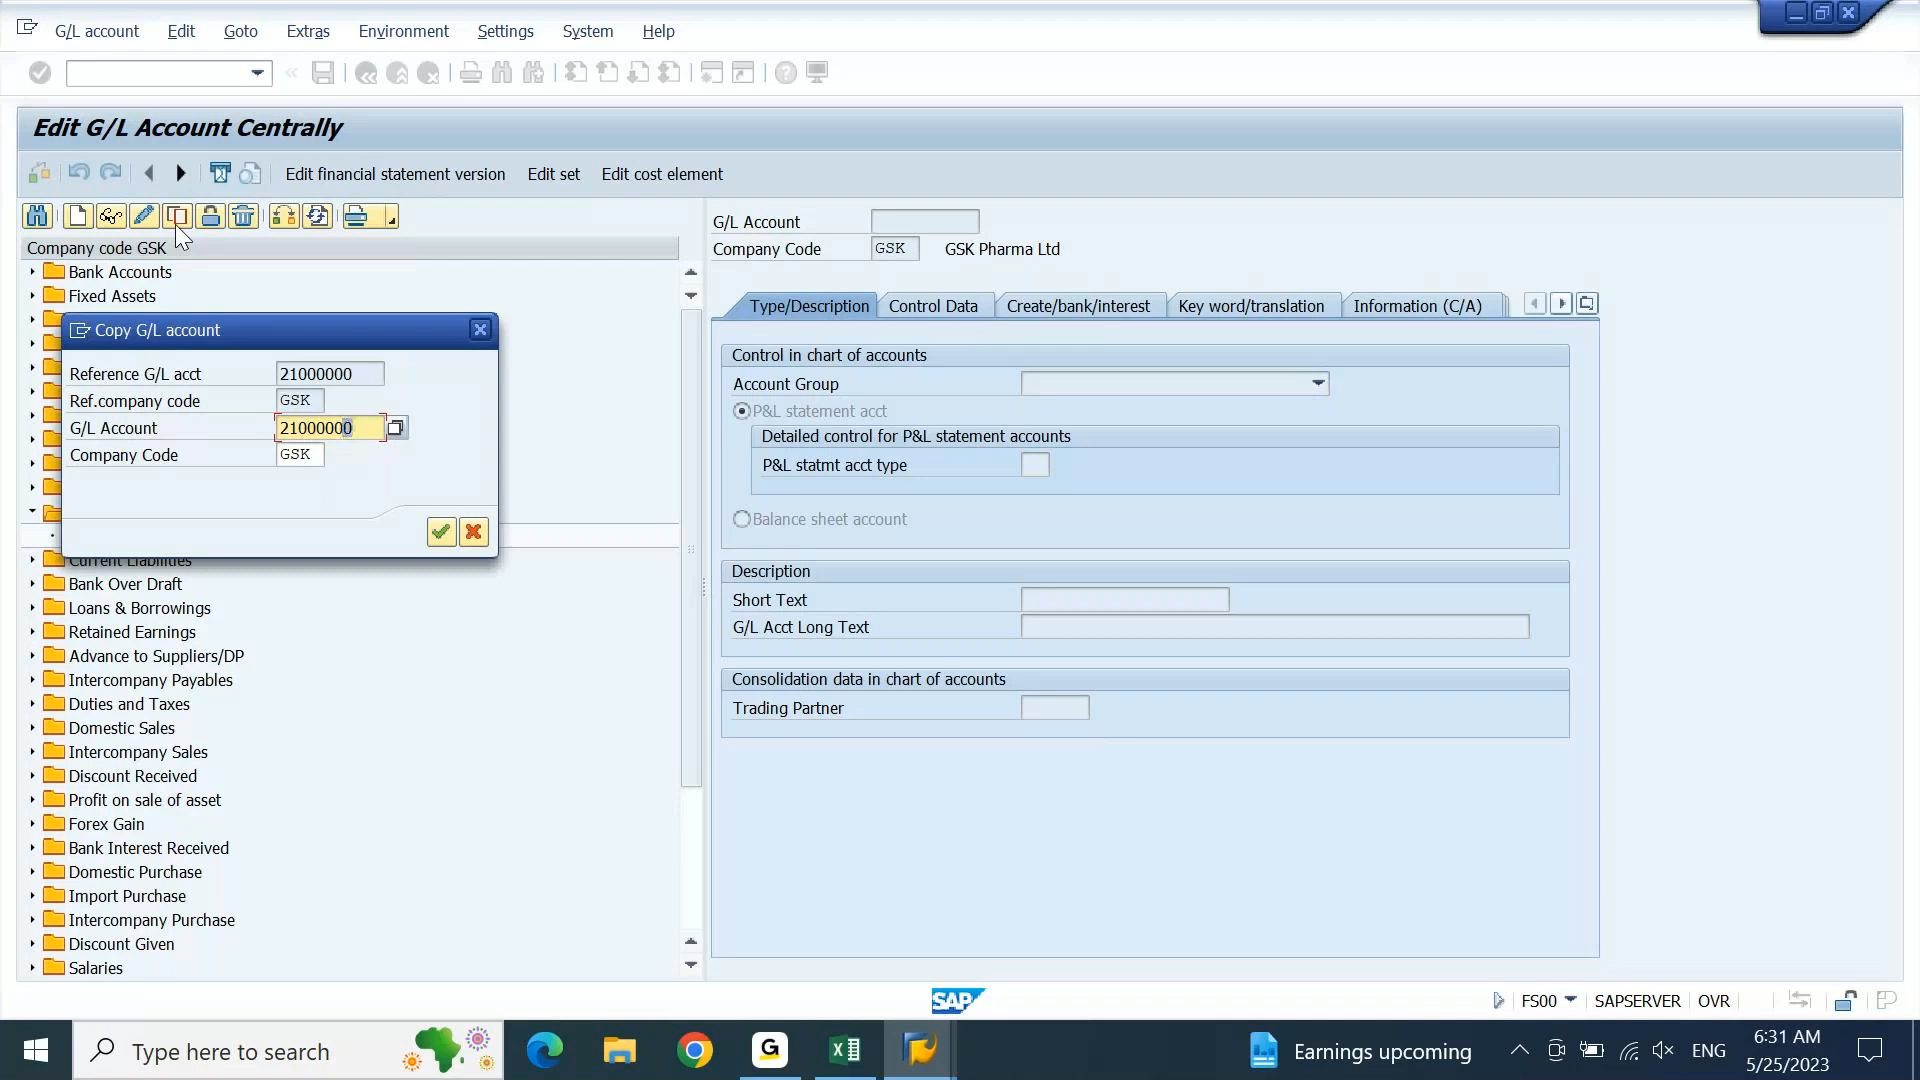 G/L account Edit Goto Extras Environment Settings System Help
Edit G/L Account Centrally
Edit financial statement version Edit set Edit cost element
Company code GSK
Bank Accounts
Fixed Assets
Copy G/L account
Reference G/L acct 21000000
Ref.company code GSK
G/L Account 21000000
Company Code GSK
Current Liabilities
Bank Over Draft
Loans & Borrowings
Retained Earnings
Advance to Suppliers/DP
Intercompany Payables
Duties and Taxes
Domestic Sales
Intercompany Sales
Discount Received
Profit on sale of asset
Forex Gain
Bank Interest Received
Domestic Purchase
Import Purchase
Intercompany Purchase
Discount Given
Salaries
G/L Account
Company Code GSK GSK Pharma Ltd
Type/Description Control Data Create/bank/interest Key word/translation Information (C/A)
Control in chart of accounts
Account Group
P&L statement acct
Detailed control for P&L statement accounts
P&L statmt acct type
Balance sheet account
Description
Short Text
G/L Acct Long Text
Consolidation data in chart of accounts
Trading Partner
SAP
FS00 SAPSERVER OVR
Type here to search
Earnings upcoming
ENG
6:31 AM
5/25/2023